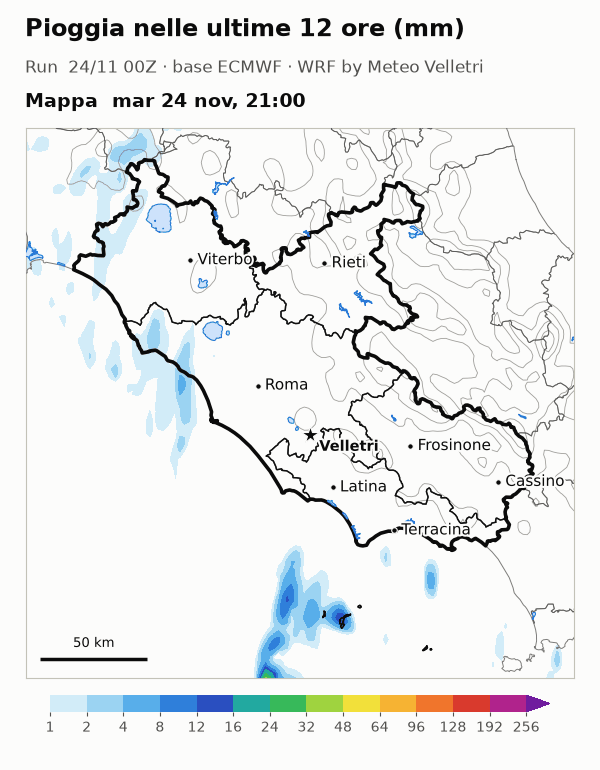 Pioggia nelle ultime 12 ore (mm)
Run  24/11 00Z · base ECMWF · WRF by Meteo Velletri
Mappa  mar 24 nov, 21:00
Viterbo
Rieti
Roma
Velletri
Frosinone
Cassino
Latina
Terracina
50 km
1 2 4 8 12 16 24 32 48 64 96 128 192 256